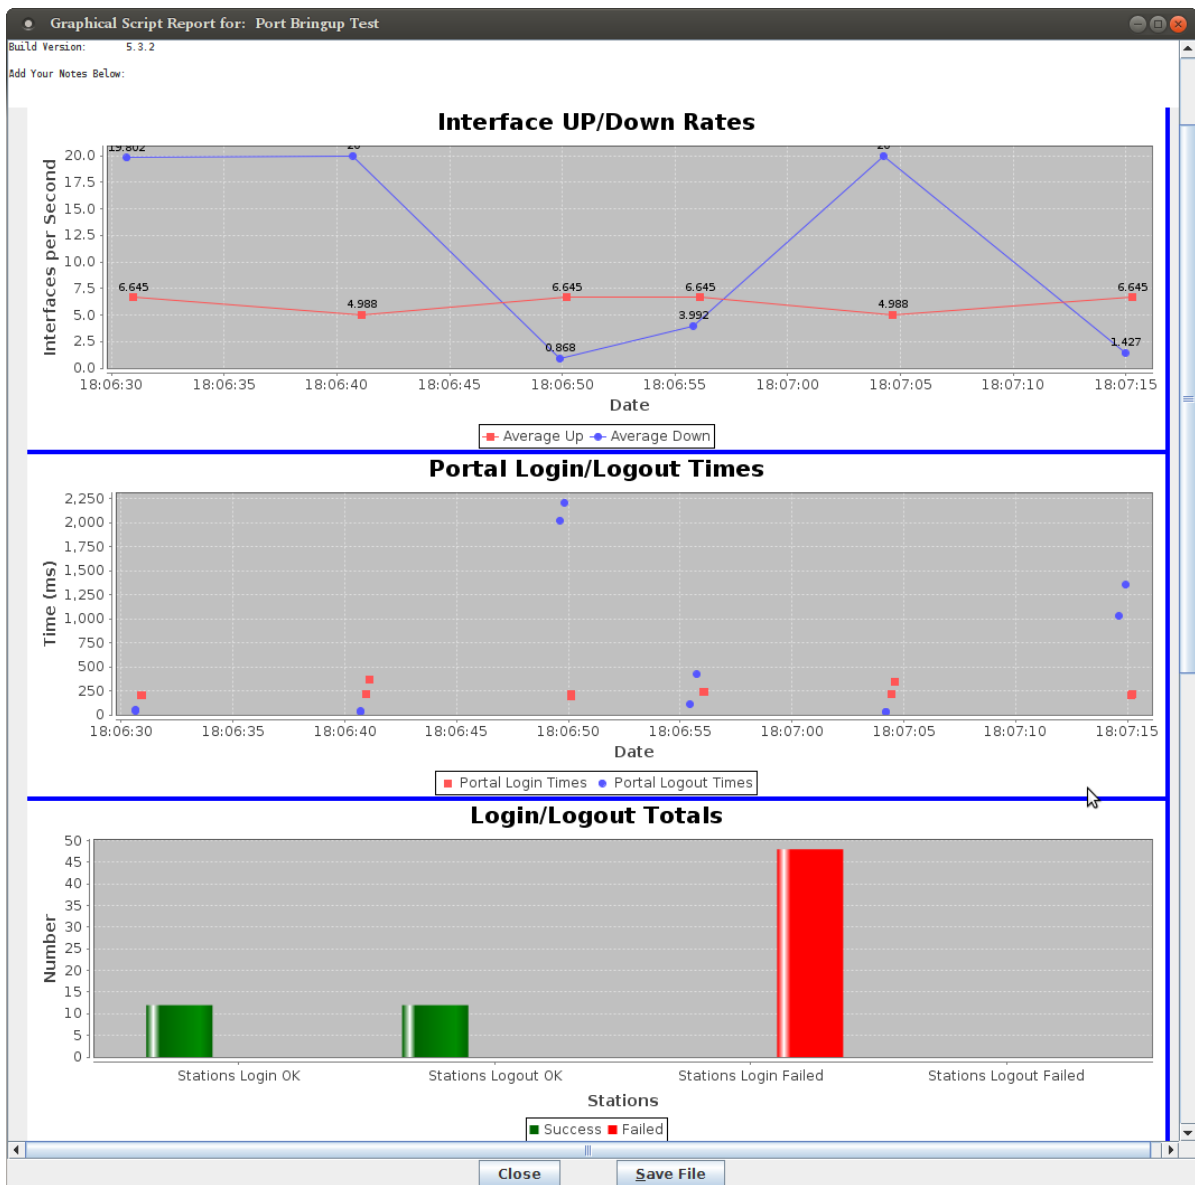 Graphical Script Report for: Port Bringup Test
Build Version: 5.3.2
Add Your Notes Below:
Interface UP/Down Rates
Interfaces per Second
20.0
17.5
15.0
12.5
10.0
7.5
5.0
2.5
0.0
19.802
20
20
6.645
4.988
6.645
6.645
4.988
6.645
0.868
3.992
1.427
18:06:30 18:06:35 18:06:40 18:06:45 18:06:50 18:06:55 18:07:00 18:07:05 18:07:10 18:07:15
Date
Average Up Average Down
Portal Login/Logout Times
Time (ms)
2,250
2,000
1,750
1,500
1,250
1,000
750
500
250
0
18:06:30 18:06:35 18:06:40 18:06:45 18:06:50 18:06:55 18:07:00 18:07:05 18:07:10 18:07:15
Date
Portal Login Times Portal Logout Times
Login/Logout Totals
Number
50
45
40
35
30
25
20
15
10
5
0
Stations Login OK Stations Logout OK Stations Login Failed Stations Logout Failed
Stations
Success Failed
Close Save File